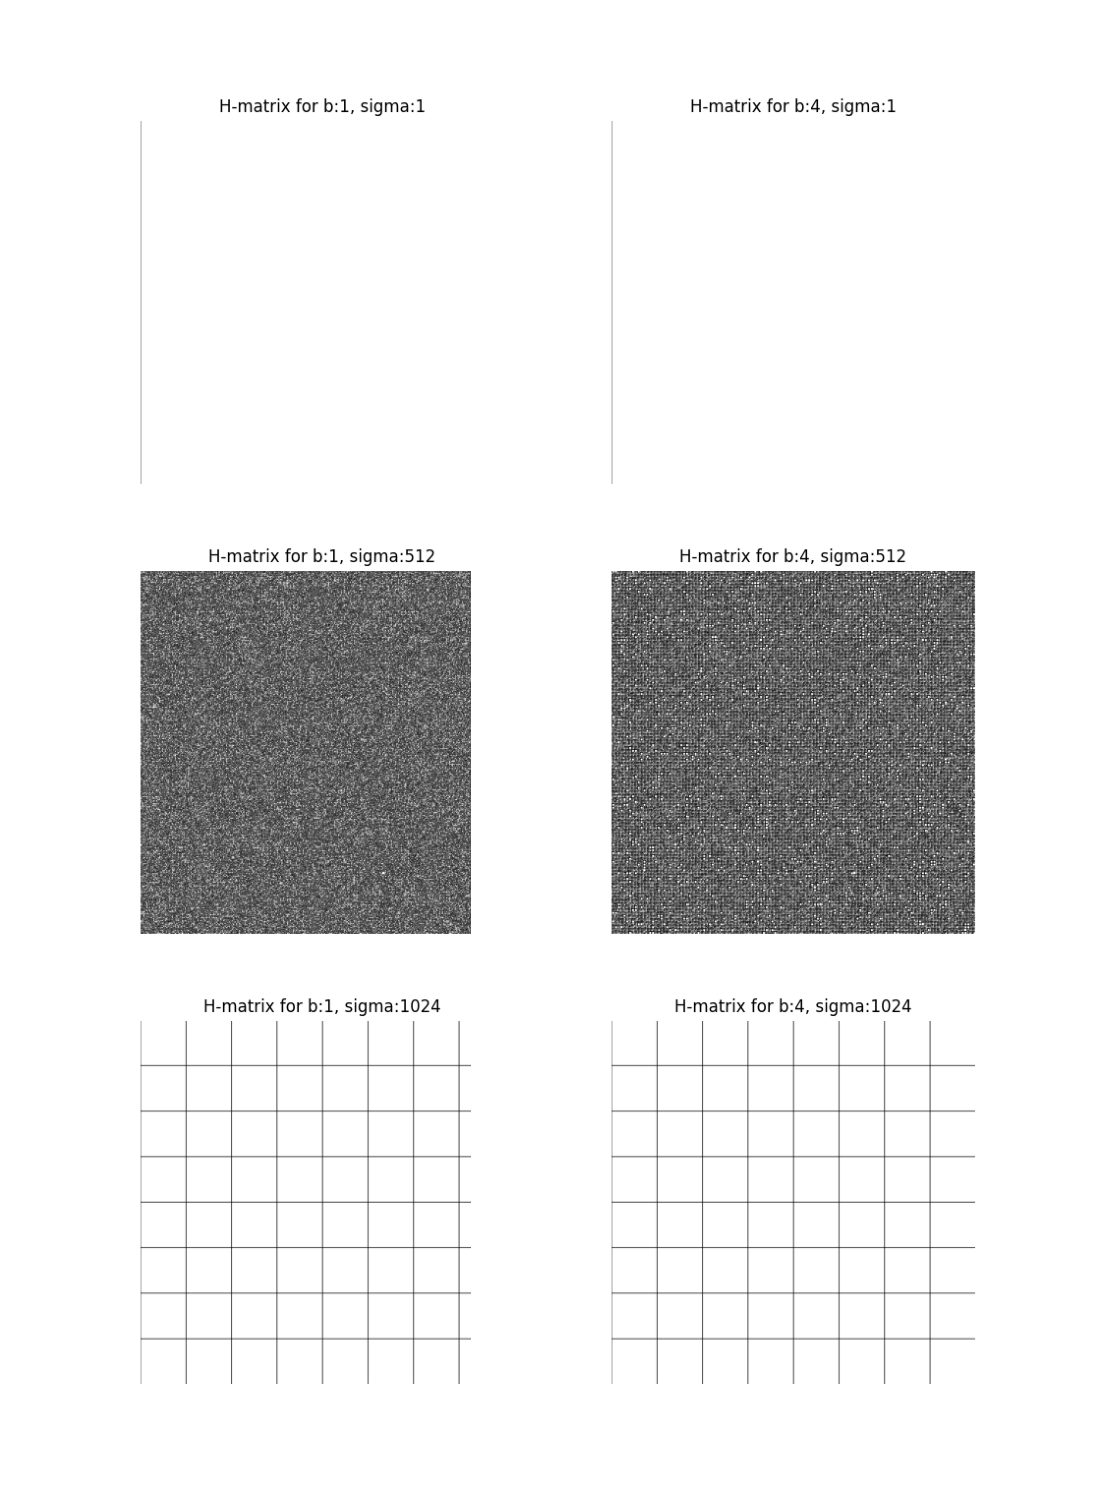 H-matrix for b:1, sigma:1
H-matrix for b:4, sigma:1
H-matrix for b:1, sigma:512
H-matrix for b:4, sigma:512
H-matrix for b:1, sigma:1024
H-matrix for b:4, sigma:1024